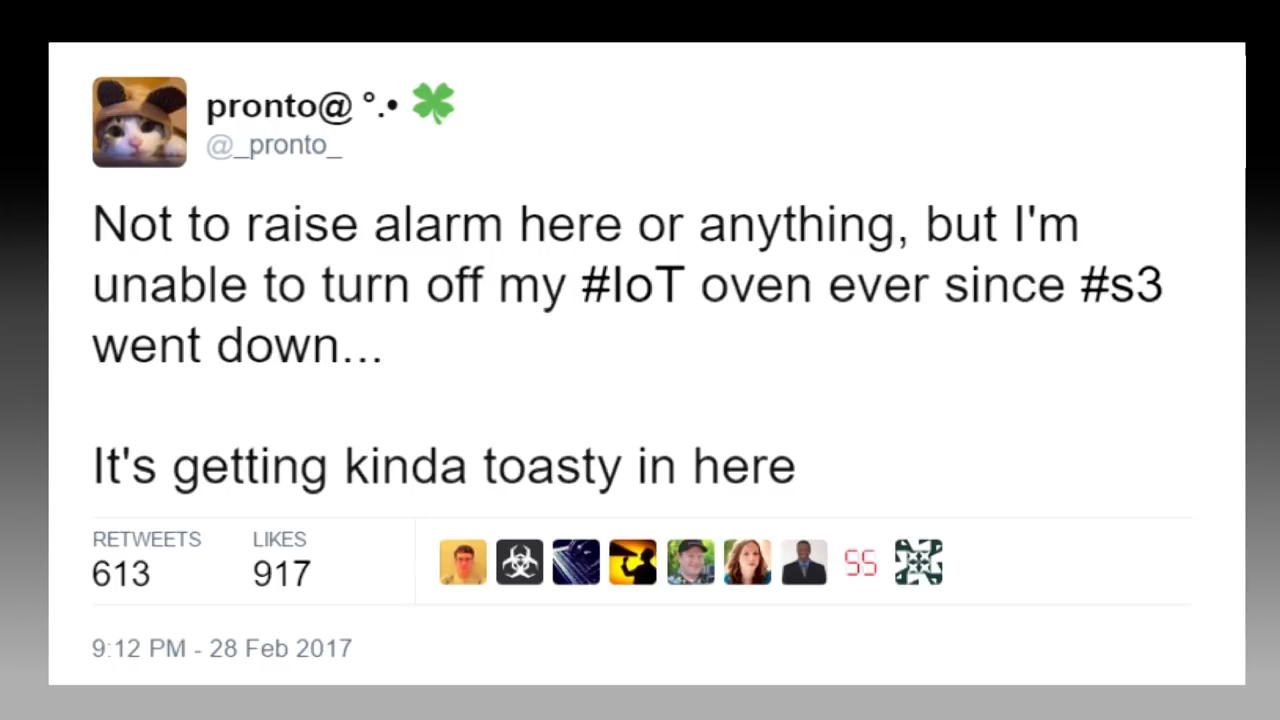 pronto@ °.• 🍀
@_pronto_
Not to raise alarm here or anything, but I'm
unable to turn off my #IoT oven ever since #s3
went down...
It's getting kinda toasty in here
RETWEETS LIKES
613 917
55
9:12 PM - 28 Feb 2017